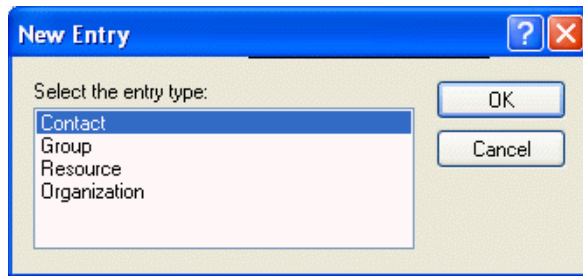 New Entry
?
Select the entry type:
OK
Contact
Group
Cancel
Resource
Organization